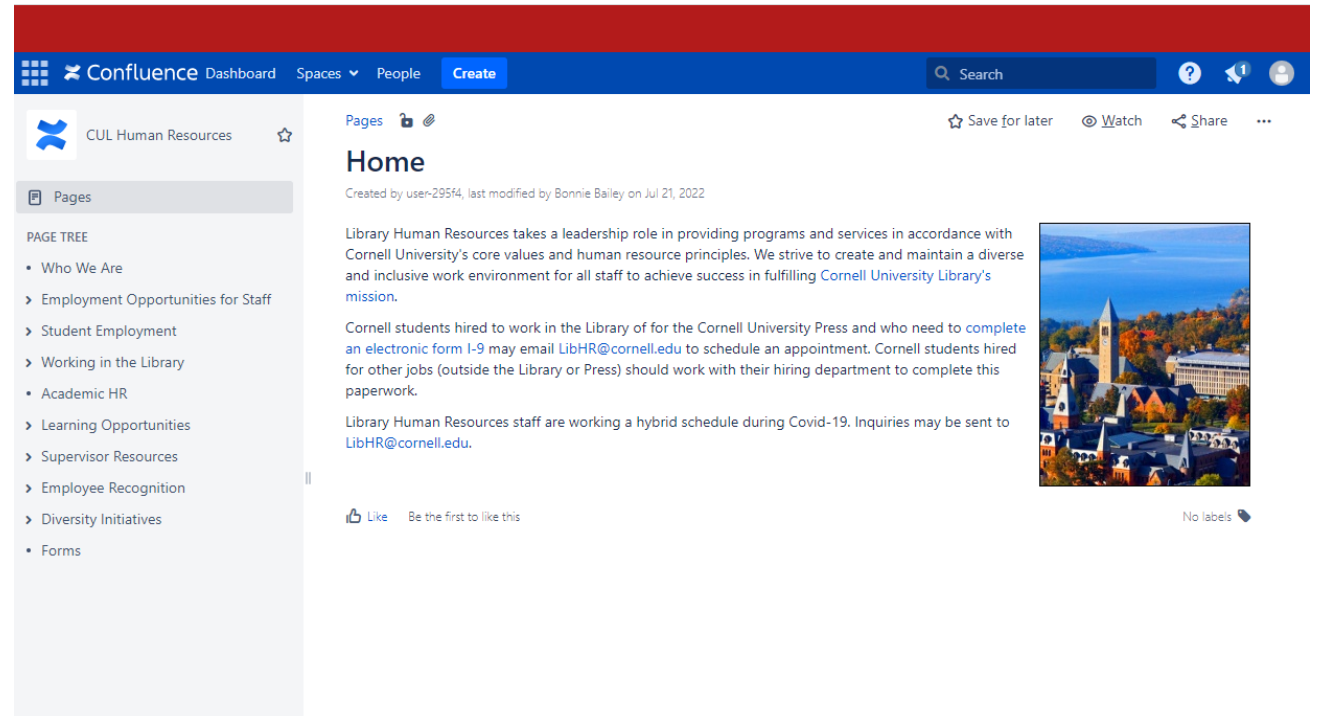 Confluence Dashboard Spaces People Create Search ? 1
CUL Human Resources
Pages
PAGE TREE
• Who We Are
Employment Opportunities for Staff
Student Employment
Working in the Library
• Academic HR
Learning Opportunities
Supervisor Resources
Employee Recognition
Diversity Initiatives
• Forms
Pages
Save for later Watch Share ...
Home
Created by user-295f4, last modified by Bonnie Bailey on Jul 21, 2022
Library Human Resources takes a leadership role in providing programs and services in accordance with
Cornell University's core values and human resource principles. We strive to create and maintain a diverse
and inclusive work environment for all staff to achieve success in fulfilling Cornell University Library's
mission.
Cornell students hired to work in the Library of for the Cornell University Press and who need to complete
an electronic form I-9 may email LibHR@cornell.edu to schedule an appointment. Cornell students hired
for other jobs (outside the Library or Press) should work with their hiring department to complete this
paperwork.
Library Human Resources staff are working a hybrid schedule during Covid-19. Inquiries may be sent to
LibHR@cornell.edu.
Like Be the first to like this
No labels